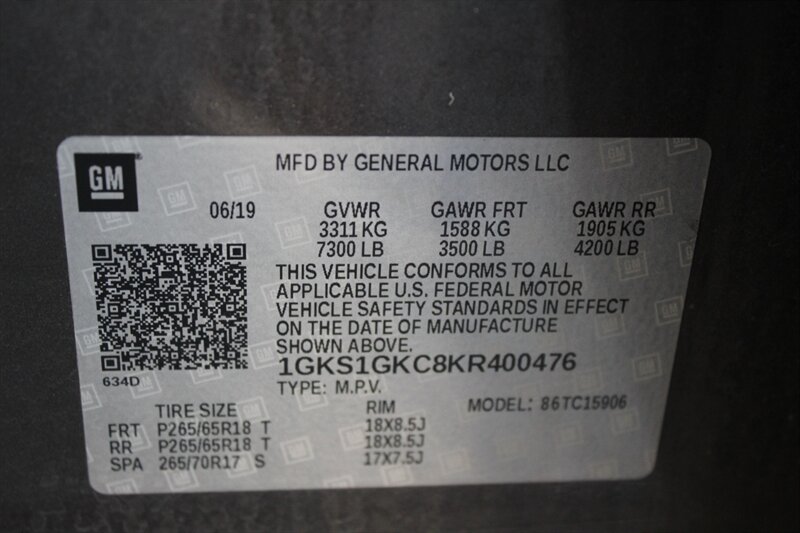 GM
MFD BY GENERAL MOTORS LLC
06/19 GVWR GAWR FRT GAWR RR
3311 KG 1588 KG 1905 KG
7300 LB 3500 LB 4200 LB
THIS VEHICLE CONFORMS TO ALL
APPLICABLE U.S. FEDERAL MOTOR
VEHICLE SAFETY STANDARDS IN EFFECT
ON THE DATE OF MANUFACTURE
SHOWN ABOVE.
634D
1GKS1GKC8KR400476
TYPE: M.P.V.
TIRE SIZE RIM MODEL: 86TC15906
FRT P265/65R18 T 18X8.5J
RR P265/65R18 T 18X8.5J
SPA 265/70R17 S 17X7.5J